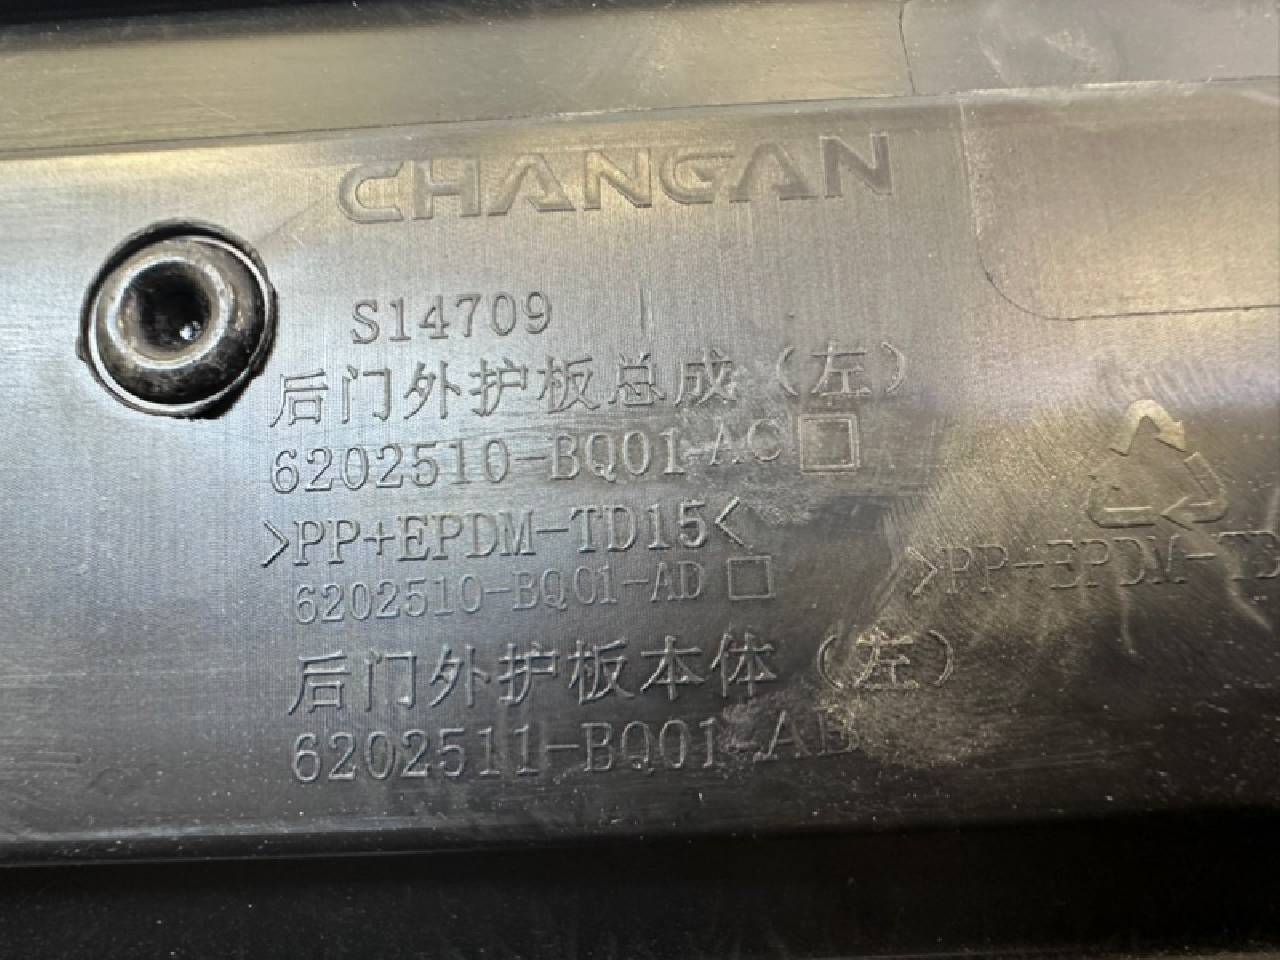 CHANGAN
S14709
后门外护板总成（左）
6202510-BQ01-AC
>PP+EPDM-TD15<
6202510-BQ01-AD
后门外护板本体（左）
6202511-BQ01-AB
>PP+EPDM-TD